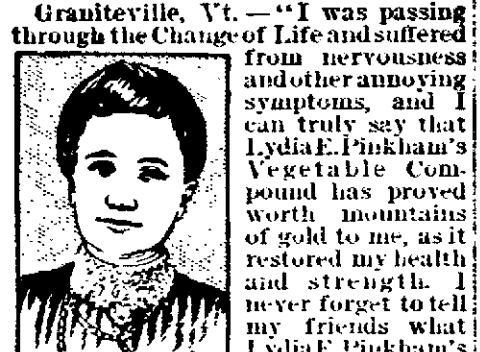 Graniteville, Vt. — "I was passing
through the Change of Life and suffered
from nervousness
and other annoying
symptoms, and I
can truly say that
Lydia E. Pinkham's
Vegetable Com-
pound has proved
worth mountains
of gold to me, as it
restored my health
and strength. I
never forget to tell
my friends what
Lydia E. Pinkham's